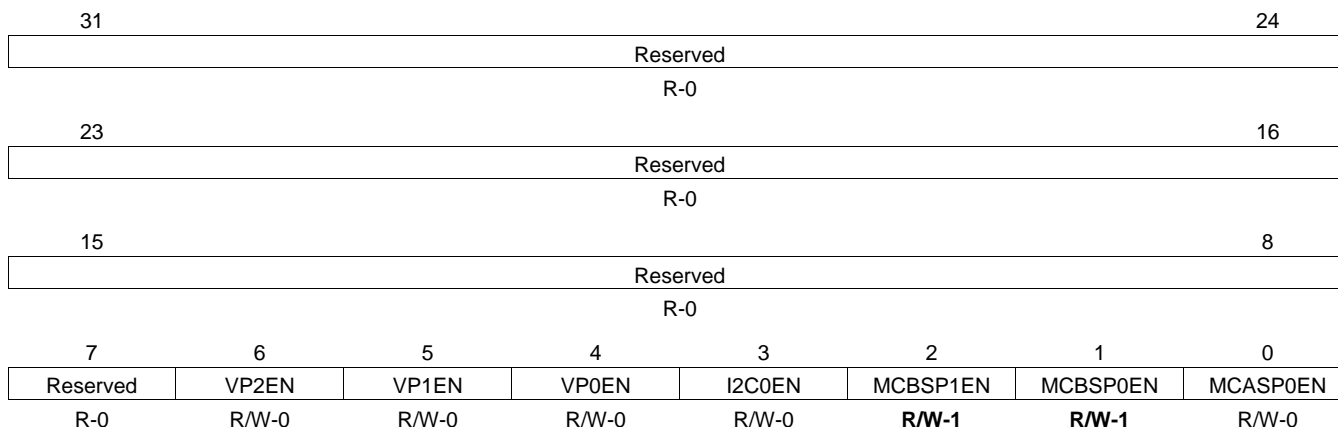 31 24
Reserved
R-0
23 16
Reserved
R-0
15 8
Reserved
R-0
7 6 5 4 3 2 1 0
Reserved VP2EN VP1EN VP0EN I2C0EN MCBSP1EN MCBSP0EN MCASP0EN
R-0 R/W-0 R/W-0 R/W-0 R/W-0 R/W-1 R/W-1 R/W-0